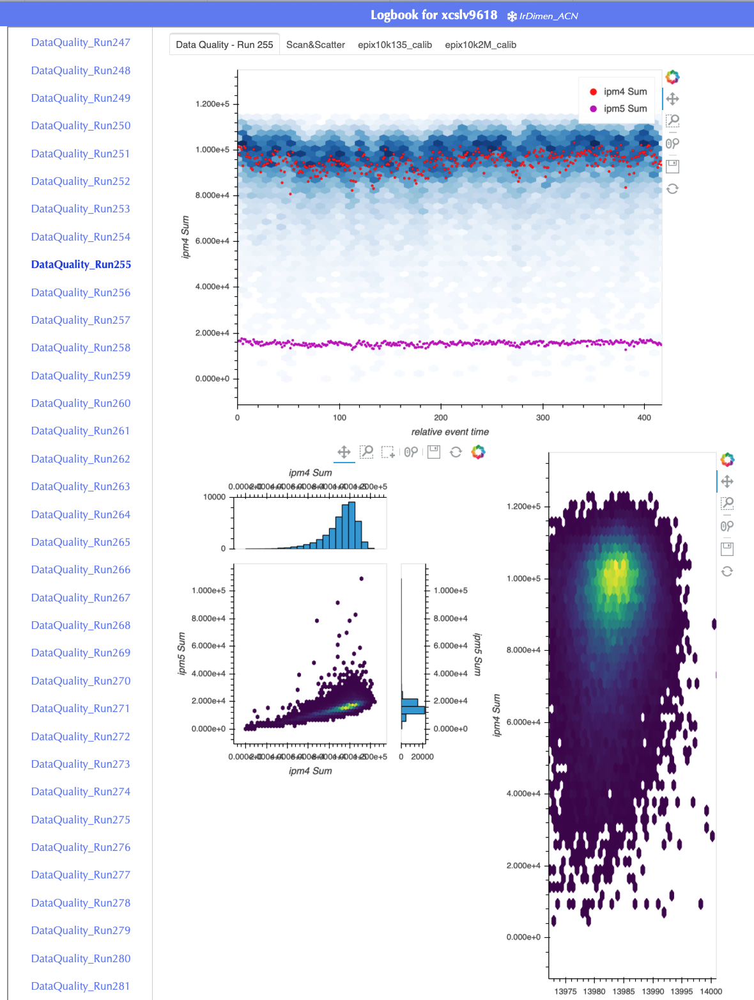 Logbook for xcslv9618 IrDimen_ACN
DataQuality_Run247
DataQuality_Run248
DataQuality_Run249
DataQuality_Run250
DataQuality_Run251
DataQuality_Run252
DataQuality_Run253
DataQuality_Run254
DataQuality_Run255
DataQuality_Run256
DataQuality_Run257
DataQuality_Run258
DataQuality_Run259
DataQuality_Run260
DataQuality_Run261
DataQuality_Run262
DataQuality_Run263
DataQuality_Run264
DataQuality_Run265
DataQuality_Run266
DataQuality_Run267
DataQuality_Run268
DataQuality_Run269
DataQuality_Run270
DataQuality_Run271
DataQuality_Run272
DataQuality_Run273
DataQuality_Run274
DataQuality_Run275
DataQuality_Run276
DataQuality_Run277
DataQuality_Run278
DataQuality_Run279
DataQuality_Run280
DataQuality_Run281
Data Quality - Run 255 Scan&Scatter epix10k135_calib epix10k2M_calib
ipm4 Sum
ipm5 Sum
1.200e+5
1.000e+5
8.000e+4
6.000e+4
4.000e+4
2.000e+4
0.000e+0
ipm4 Sum
0 100 200 300 400
relative event time
ipm4 Sum
10000
0
1.000e+5
8.000e+4
6.000e+4
4.000e+4
2.000e+4
0.000e+0
ipm5 Sum
ipm4 Sum
1.000e+5
8.000e+4
6.000e+4
4.000e+4
2.000e+4
0.000e+0
ipm5 Sum
0 20000
1.200e+5
1.000e+5
8.000e+4
6.000e+4
4.000e+4
2.000e+4
0.000e+0
ipm4 Sum
13975 13980 13985 13990 13995 14000